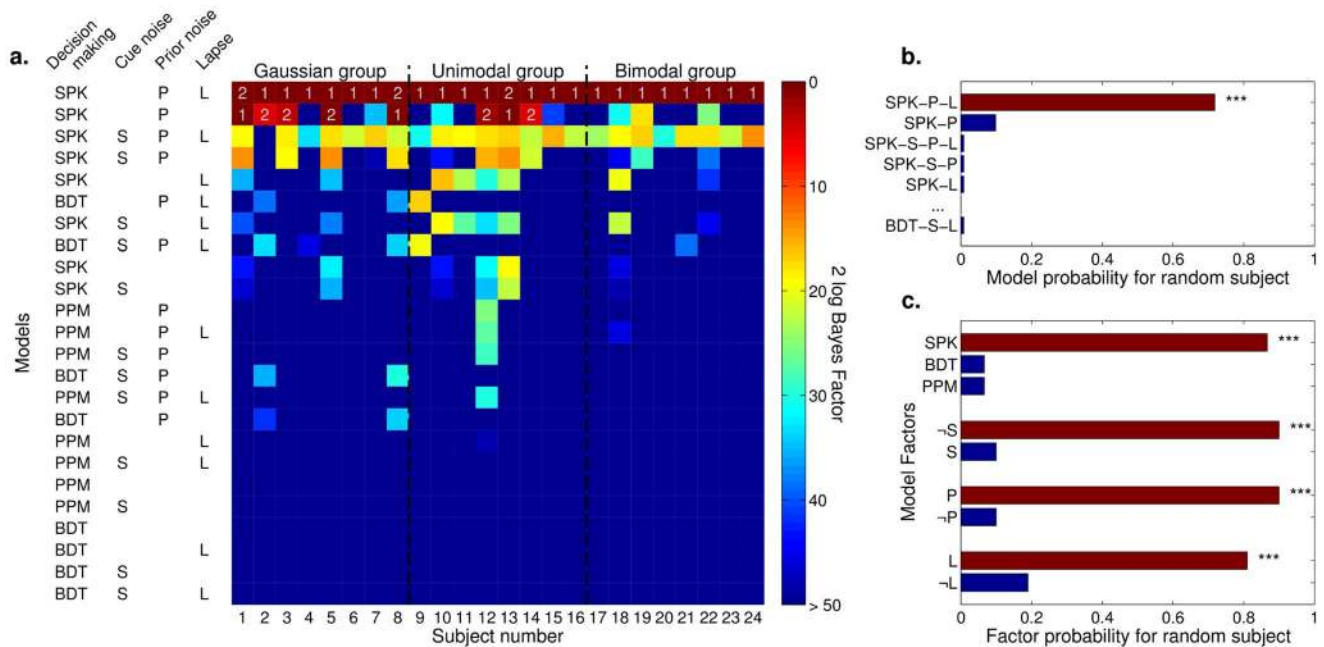 a.
Decision making
Cue noise
Prior noise
Lapse
Gaussian group
Unimodal group
Bimodal group
SPK P L 2 1 1 1 1 1 1 2 1 1 1 1 2 1 1 1 1 1 1 1 1 1 1 1
SPK P 1 2 2 1 2 1 2
SPK S P L
SPK S P
SPK L
BDT P L
SPK S L
BDT S P L
SPK
SPK S
PPM P
PPM P L
PPM S P
BDT S P
PPM S P L
BDT P
PPM L
PPM S L
PPM
PPM S
BDT
BDT L
BDT S
BDT S L
Models
1 2 3 4 5 6 7 8 9 10 11 12 13 14 15 16 17 18 19 20 21 22 23 24
Subject number
0
10
20
30
40
> 50
2 log Bayes Factor
b.
SPK−P−L ***
SPK−P
SPK−S−P−L
SPK−S−P
SPK−L
...
BDT−S−L
0 0.2 0.4 0.6 0.8 1
Model probability for random subject
c.
Model Factors
SPK ***
BDT
PPM
¬S ***
S
P ***
¬P
L ***
¬L
0 0.2 0.4 0.6 0.8 1
Factor probability for random subject